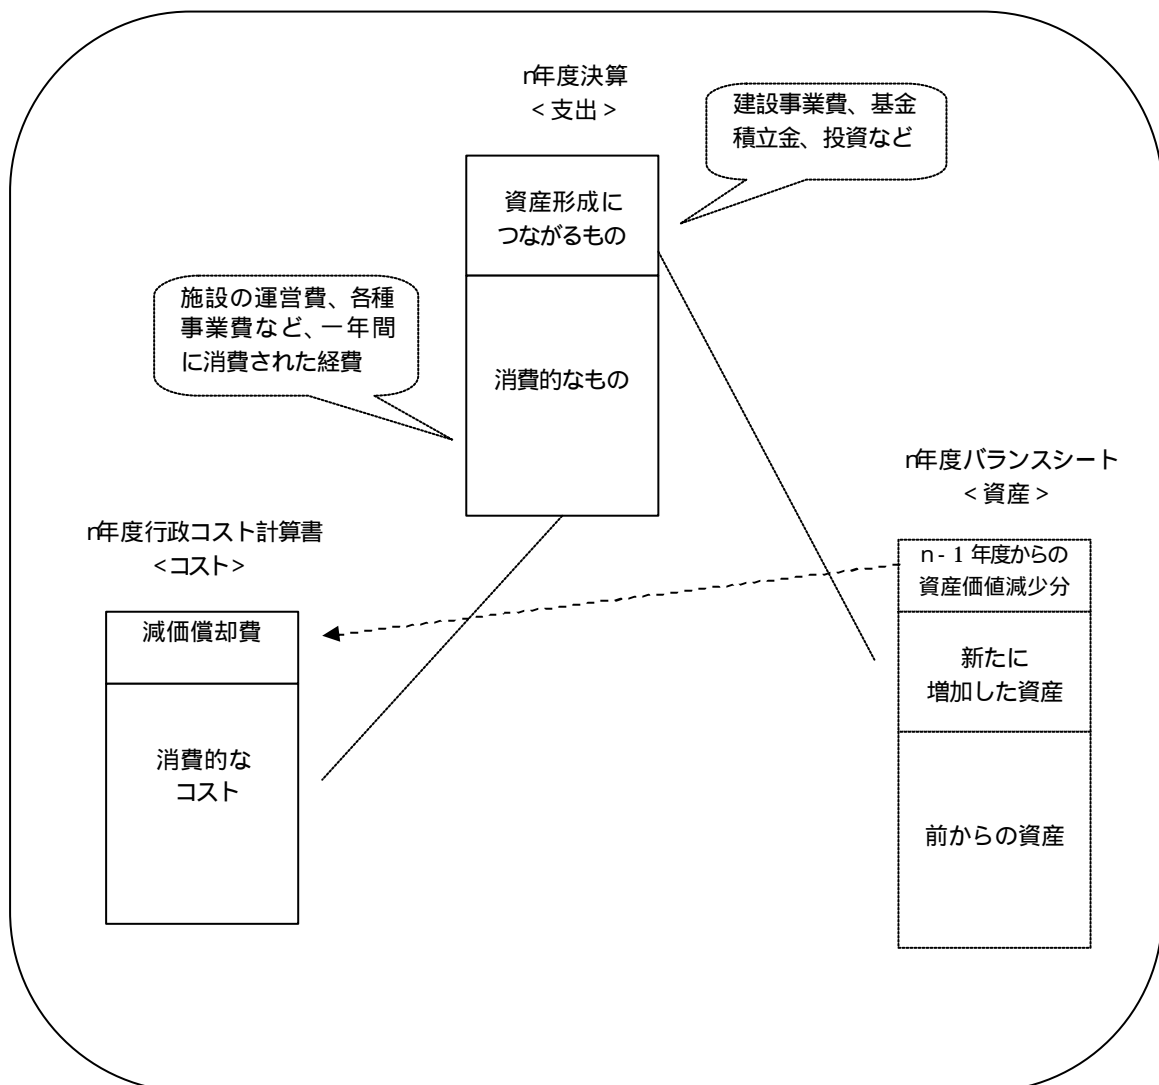 n年度決算
<支出>
建設事業費、基金
積立金、投資など
資産形成に
つながるもの
施設の運営費、各種
事業費など、一年間
に消費された経費
消費的なもの
n年度バランスシート
<資産>
n年度行政コスト計算書
<コスト>
n-1年度からの
資産価値減少分
減価償却費
新たに
増加した資産
消費的な
コスト
前からの資産